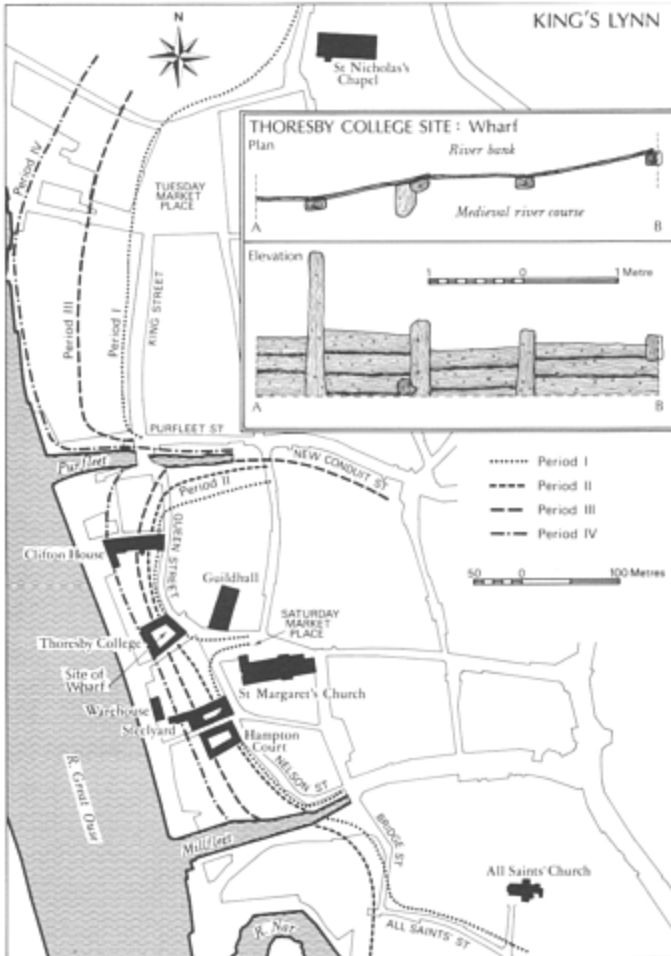 KING'S LYNN
N
St Nicholas's
Chapel
THORESBY COLLEGE SITE: Wharf
Plan
River bank
Medieval river course
A
B
Elevation
1 0 1 Metre
A
B
Period IV
Period III
Period I
TUESDAY
MARKET
PLACE
KING STREET
PURFLEET ST
Purfleet
NEW CONDUIT ST
Period II
QUEEN STREET
Period I
Period II
Period III
Period IV
50 0 100 Metres
Clifton House
Guildhall
SATURDAY
MARKET
PLACE
Thoresby College
Site of
Wharf
St Margaret's Church
Warehouse
Steelyard
Hampton
Court
NELSON ST
R. Great Ouse
Millfleet
BRIDGE ST
All Saints' Church
ALL SAINTS' ST
R. Nar